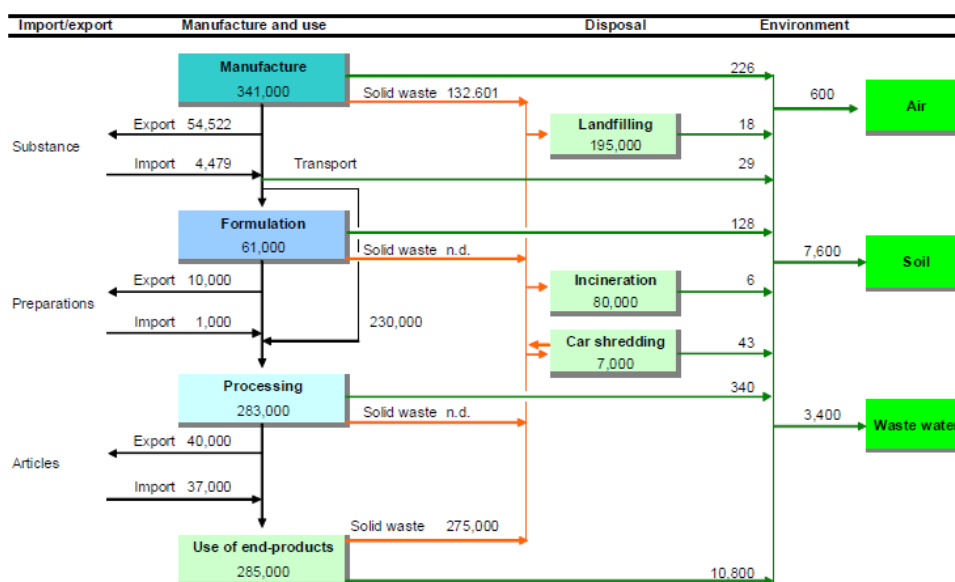 Import/export Manufacture and use Disposal Environment
Manufacture
341,000
226
Solid waste 132.601
600
Air
Export 54,522
Landfilling
195,000
18
Substance
Import 4,479
Transport
29
Formulation
61,000
128
Solid waste n.d.
7,600
Soil
Export 10,000
Incineration
80,000
6
Preparations
Import 1,000
230,000
Car shredding
7,000
43
Processing
283,000
340
Solid waste n.d.
3,400
Waste water
Export 40,000
Articles
Import 37,000
Solid waste 275,000
Use of end-products
285,000
10,800